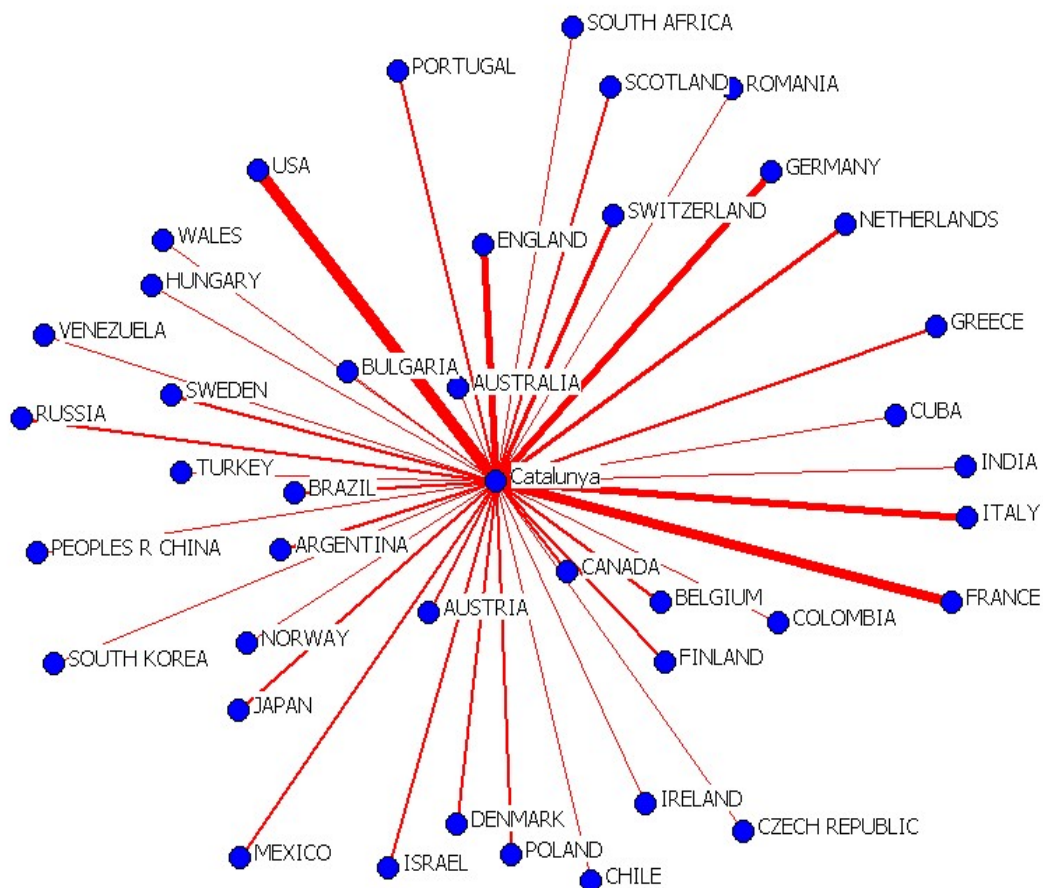 SOUTH AFRICA
PORTUGAL
SCOTLAND
ROMANIA
USA
GERMANY
SWITZERLAND
NETHERLANDS
WALES
ENGLAND
HUNGARY
VENEZUELA
GREECE
BULGARIA
AUSTRALIA
SWEDEN
RUSSIA
CUBA
TURKEY
INDIA
Catalunya
BRAZIL
ITALY
PEOPLES R CHINA
ARGENTINA
CANADA
BELGIUM
FRANCE
AUSTRIA
COLOMBIA
NORWAY
SOUTH KOREA
FINLAND
JAPAN
IRELAND
DENMARK
CZECH REPUBLIC
MEXICO
POLAND
ISRAEL
CHILE